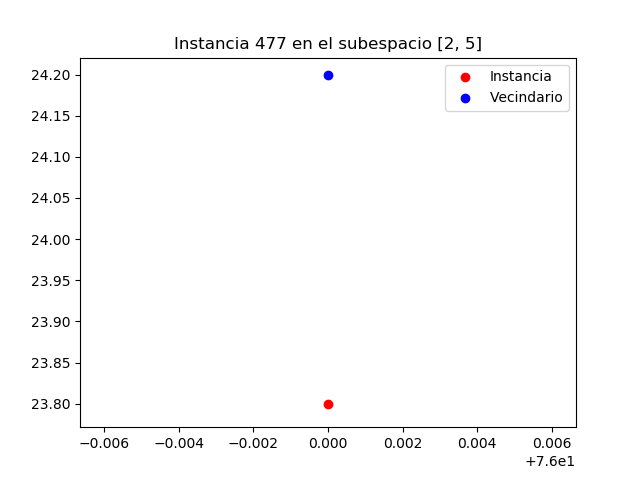 Instancia 477 en el subespacio [2, 5]
24.20
24.15
24.10
24.05
24.00
23.95
23.90
23.85
23.80
Instancia
Vecindario
−0.006 −0.004 −0.002 0.000 0.002 0.004 0.006
+7.6e1